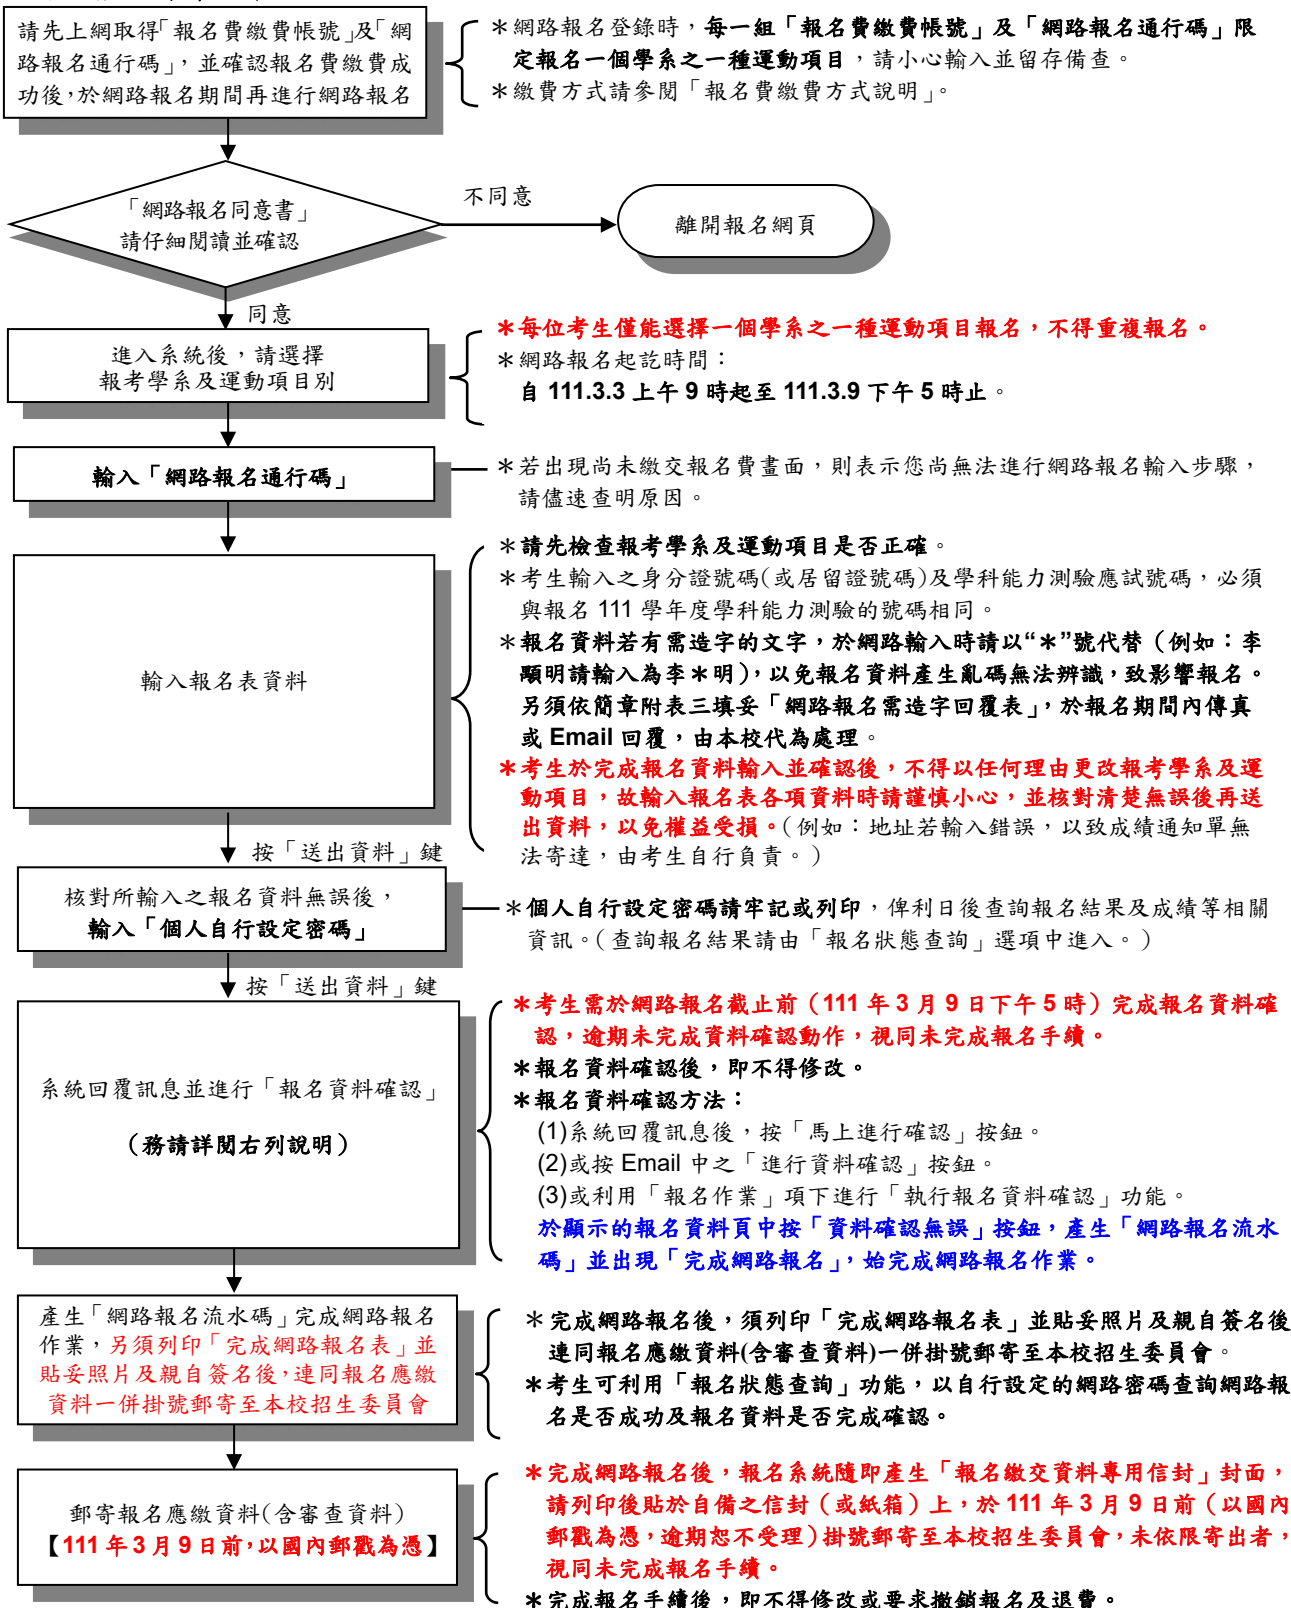 請先上網取得「報名費繳費帳號」及「網
路報名通行碼」，並確認報名費繳費成
功後，於網路報名期間再進行網路報名
＊網路報名登錄時，每一組「報名費繳費帳號」及「網路報名通行碼」限
定報名一個學系之一種運動項目，請小心輸入並留存備查。
＊繳費方式請參閱「報名費繳費方式說明」。
「網路報名同意書」
請仔細閱讀並確認
不同意
離開報名網頁
同意
進入系統後，請選擇
報考學系及運動項目別
＊每位考生僅能選擇一個學系之一種運動項目報名，不得重複報名。
＊網路報名起訖時間：
自 111.3.3 上午 9 時起至 111.3.9 下午 5 時止。
輸入「網路報名通行碼」
＊若出現尚未繳交報名費畫面，則表示您尚無法進行網路報名輸入步驟，
請儘速查明原因。
輸入報名表資料
＊請先檢查報考學系及運動項目是否正確。
＊考生輸入之身分證號碼(或居留證號碼)及學科能力測驗應試號碼，必須
與報名 111 學年度學科能力測驗的號碼相同。
＊報名資料若有需造字的文字，於網路輸入時請以“＊”號代替（例如：李
顯明請輸入為李＊明），以免報名資料產生亂碼無法辨識，致影響報名。
另須依簡章附表三填妥「網路報名需造字回覆表」，於報名期間內傳真
或 Email 回覆，由本校代為處理。
＊考生於完成報名資料輸入並確認後，不得以任何理由更改報考學系及運
動項目，故輸入報名表各項資料時請謹慎小心，並核對清楚無誤後再送
出資料，以免權益受損。（例如：地址若輸入錯誤，以致成績通知單無
法寄達，由考生自行負責。）
按「送出資料」鍵
核對所輸入之報名資料無誤後，
輸入「個人自行設定密碼」
＊個人自行設定密碼請牢記或列印，俾利日後查詢報名結果及成績等相關
資訊。（查詢報名結果請由「報名狀態查詢」選項中進入。）
按「送出資料」鍵
系統回覆訊息並進行「報名資料確認」
（務請詳閱右列說明）
＊考生需於網路報名截止前（111 年 3 月 9 日下午 5 時）完成報名資料確
認，逾期未完成資料確認動作，視同未完成報名手續。
＊報名資料確認後，即不得修改。
＊報名資料確認方法：
(1)系統回覆訊息後，按「馬上進行確認」按鈕。
(2)或按 Email 中之「進行資料確認」按鈕。
(3)或利用「報名作業」項下進行「執行報名資料確認」功能。
於顯示的報名資料頁中按「資料確認無誤」按鈕，產生「網路報名流水
碼」並出現「完成網路報名」，始完成網路報名作業。
產生「網路報名流水碼」完成網路報名
作業，另須列印「完成網路報名表」並
貼妥照片及親自簽名後，連同報名應繳
資料一併掛號郵寄至本校招生委員會
＊完成網路報名後，須列印「完成網路報名表」並貼妥照片及親自簽名後
連同報名應繳資料(含審查資料)一併掛號郵寄至本校招生委員會。
＊考生可利用「報名狀態查詢」功能，以自行設定的網路密碼查詢網路報
名是否成功及報名資料是否完成確認。
郵寄報名應繳資料(含審查資料)
【111 年 3 月 9 日前，以國內郵戳為憑】
＊完成網路報名後，報名系統隨即產生「報名繳交資料專用信封」封面，
請列印後貼於自備之信封（或紙箱）上，於 111 年 3 月 9 日前（以國內
郵戳為憑，逾期恕不受理）掛號郵寄至本校招生委員會，未依限寄出者，
視同未完成報名手續。
＊完成報名手續後，即不得修改或要求撤銷報名及退費。